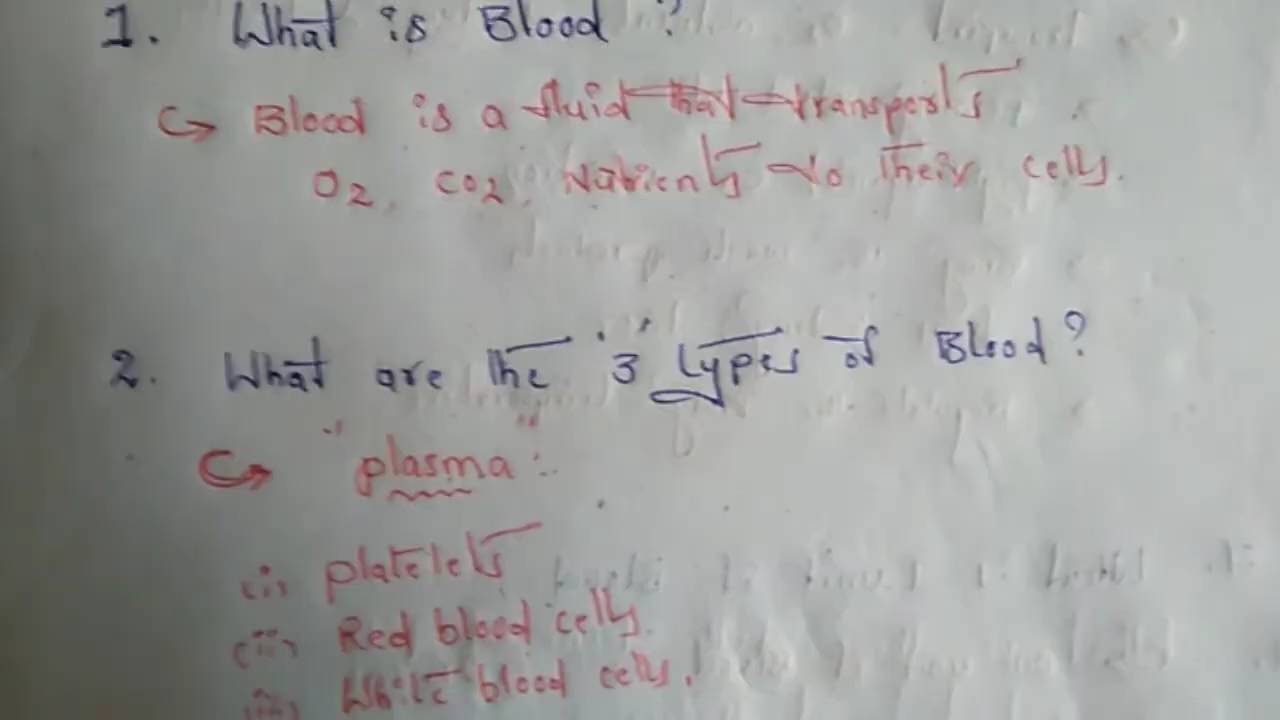 1. What is Blood ?
↪ Blood is a fluid that transports
O2, CO2, Nutrients to their cells.
2. What are the 3 types of Blood?
↪ "plasma":
(i) platelets
(ii) Red blood cells.
(iii) White blood cells.